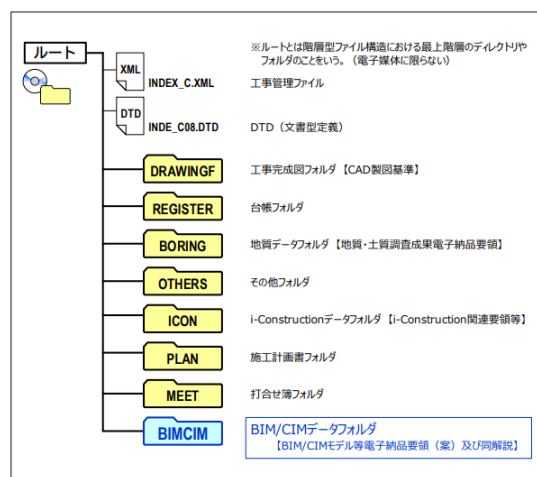 ルート
※ルートとは階層型ファイル構造における最上階層のディレクトリや
フォルダのことをいう。（電子媒体に限らない）
XML
INDEX_C.XML 工事管理ファイル
DTD
INDE_C08.DTD DTD（文書型定義）
DRAWINGF 工事完成図フォルダ【CAD製図基準】
REGISTER 台帳フォルダ
BORING 地質データフォルダ【地質・土質調査成果電子納品要領】
OTHERS その他フォルダ
ICON i-Constructionデータフォルダ【i-Construction関連要領等】
PLAN 施工計画書フォルダ
MEET 打合せ簿フォルダ
BIMCIM BIM/CIMデータフォルダ
【BIM/CIMモデル等電子納品要領（案）及び同解説】